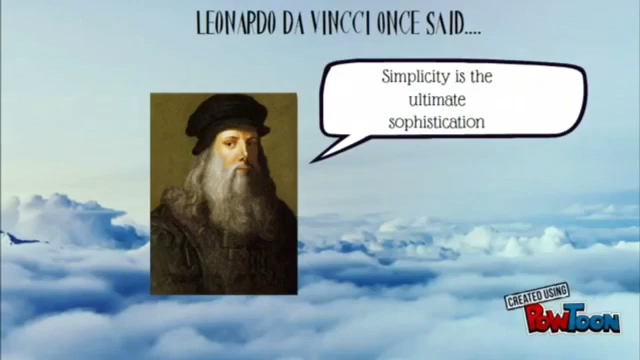 LEONARDO DA VINCCI ONCE SAID....
Simplicity is the
ultimate
sophistication
CREATED USING
POWTOON